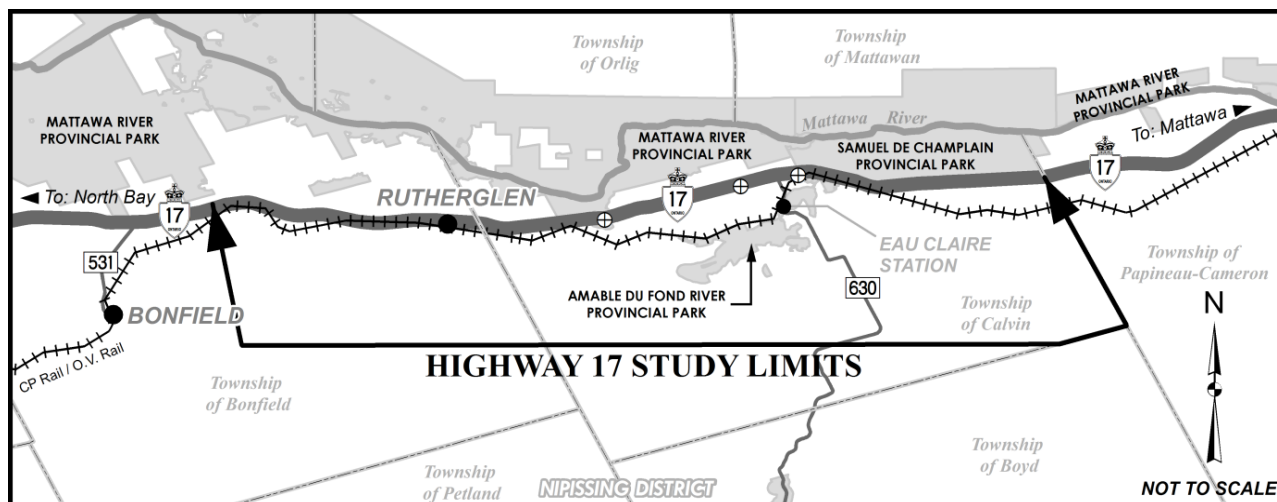 Township
of Orlig
Township
of Mattawan
MATTAWA RIVER
PROVINCIAL PARK
MATTAWA RIVER
PROVINCIAL PARK
Mattawa River
MATTAWA RIVER
PROVINCIAL PARK
SAMUEL DE CHAMPLAIN
PROVINCIAL PARK
To: Mattawa
To: North Bay
17
ONTARIO
RUTHERGLEN
17
ONTARIO
17
ONTARIO
531
BONFIELD
EAU CLAIRE
STATION
AMABLE DU FOND RIVER
PROVINCIAL PARK
630
Township of
Papineau-Cameron
Township
of Calvin
N
CP Rail / O.V. Rail
HIGHWAY 17 STUDY LIMITS
Township
of Bonfield
Township
of Petland
NIPISSING DISTRICT
Township
of Boyd
NOT TO SCALE